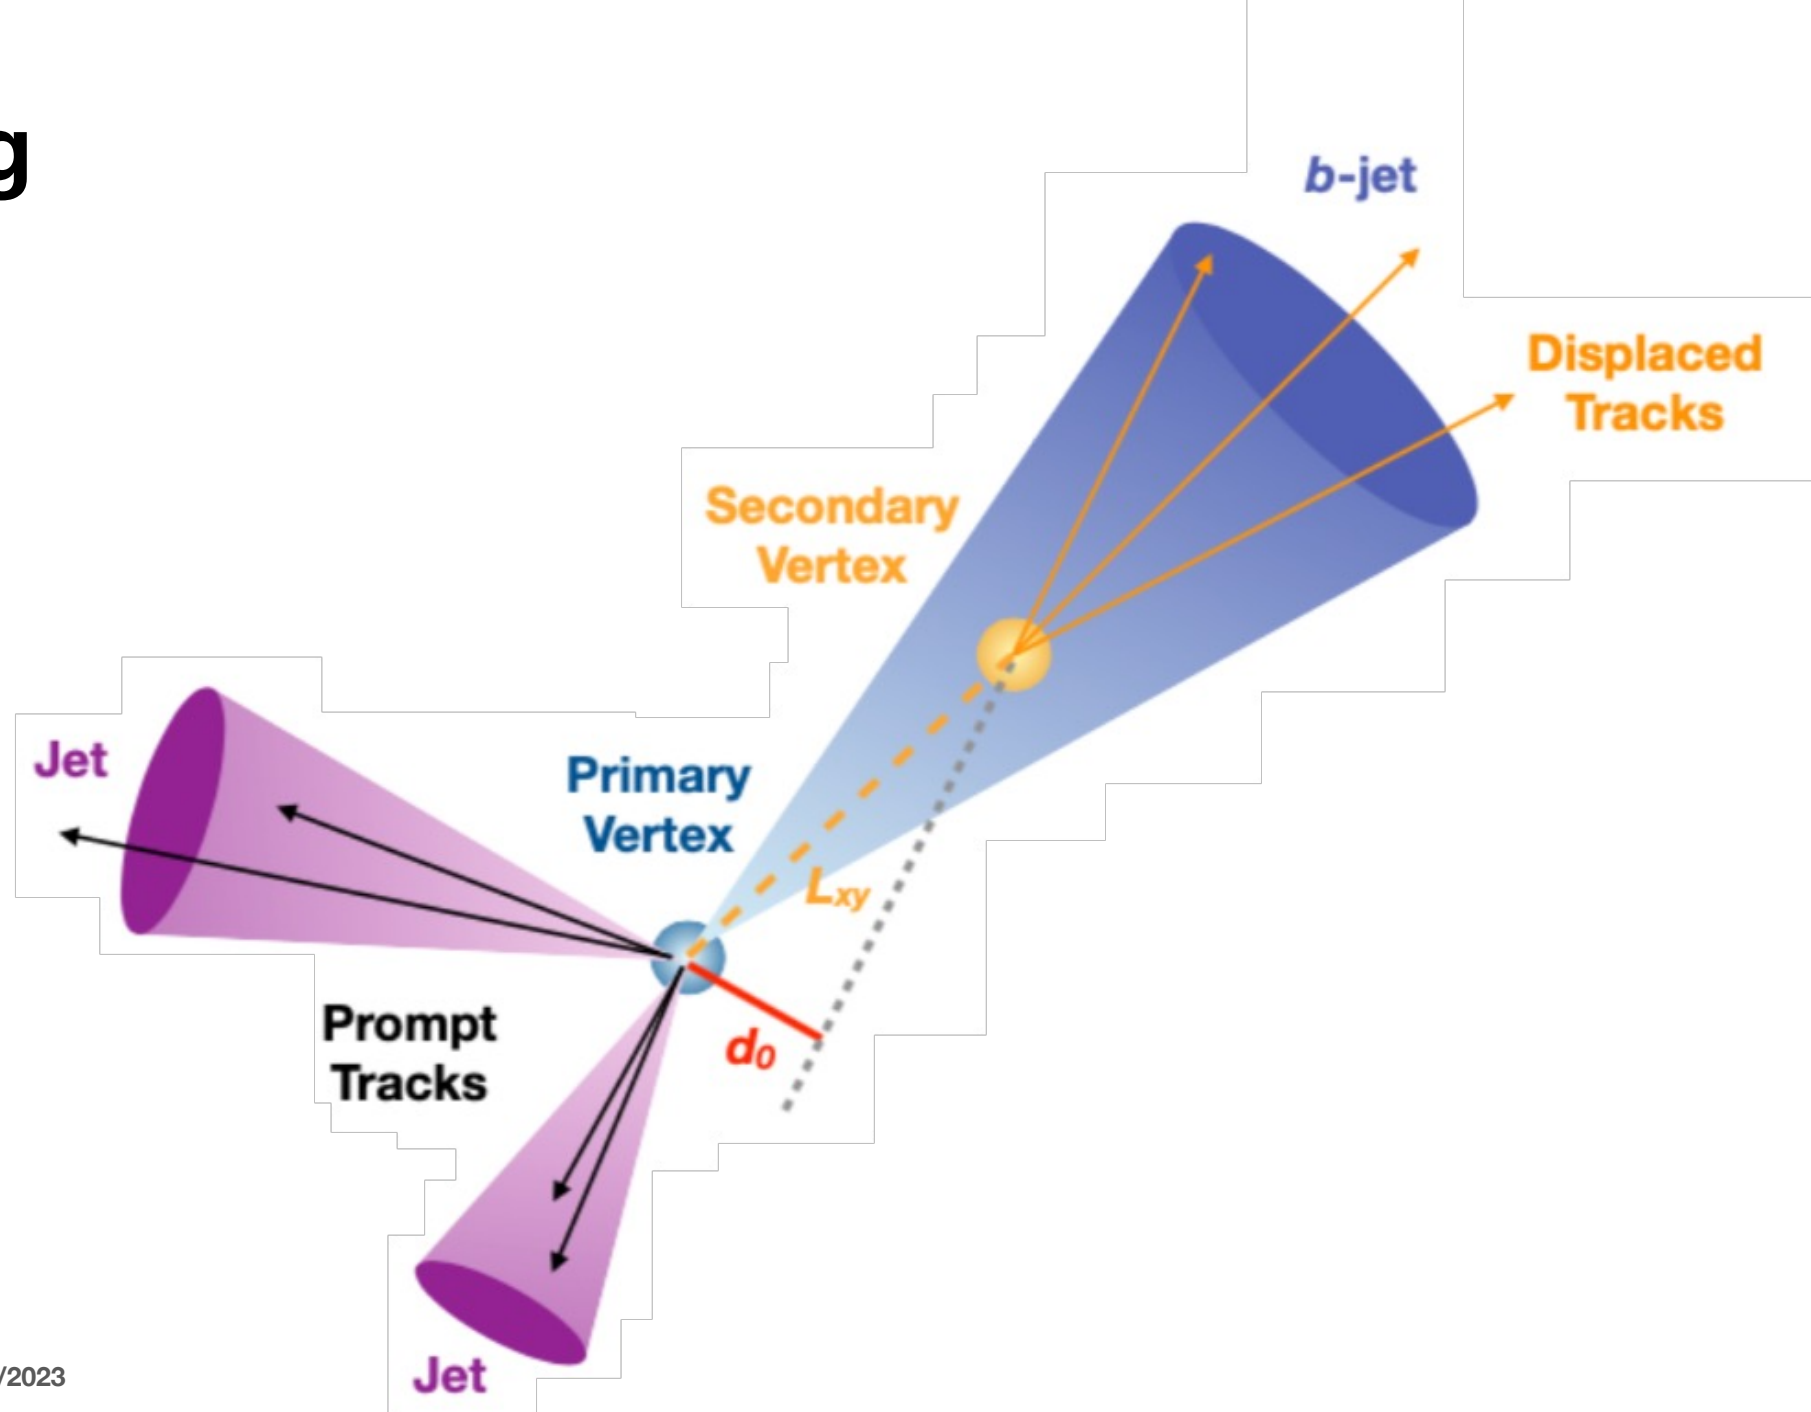 g
b-jet
Displaced
Tracks
Secondary
Vertex
Jet
Primary
Vertex
Lxy
Prompt
Tracks
d0
Jet
/2023